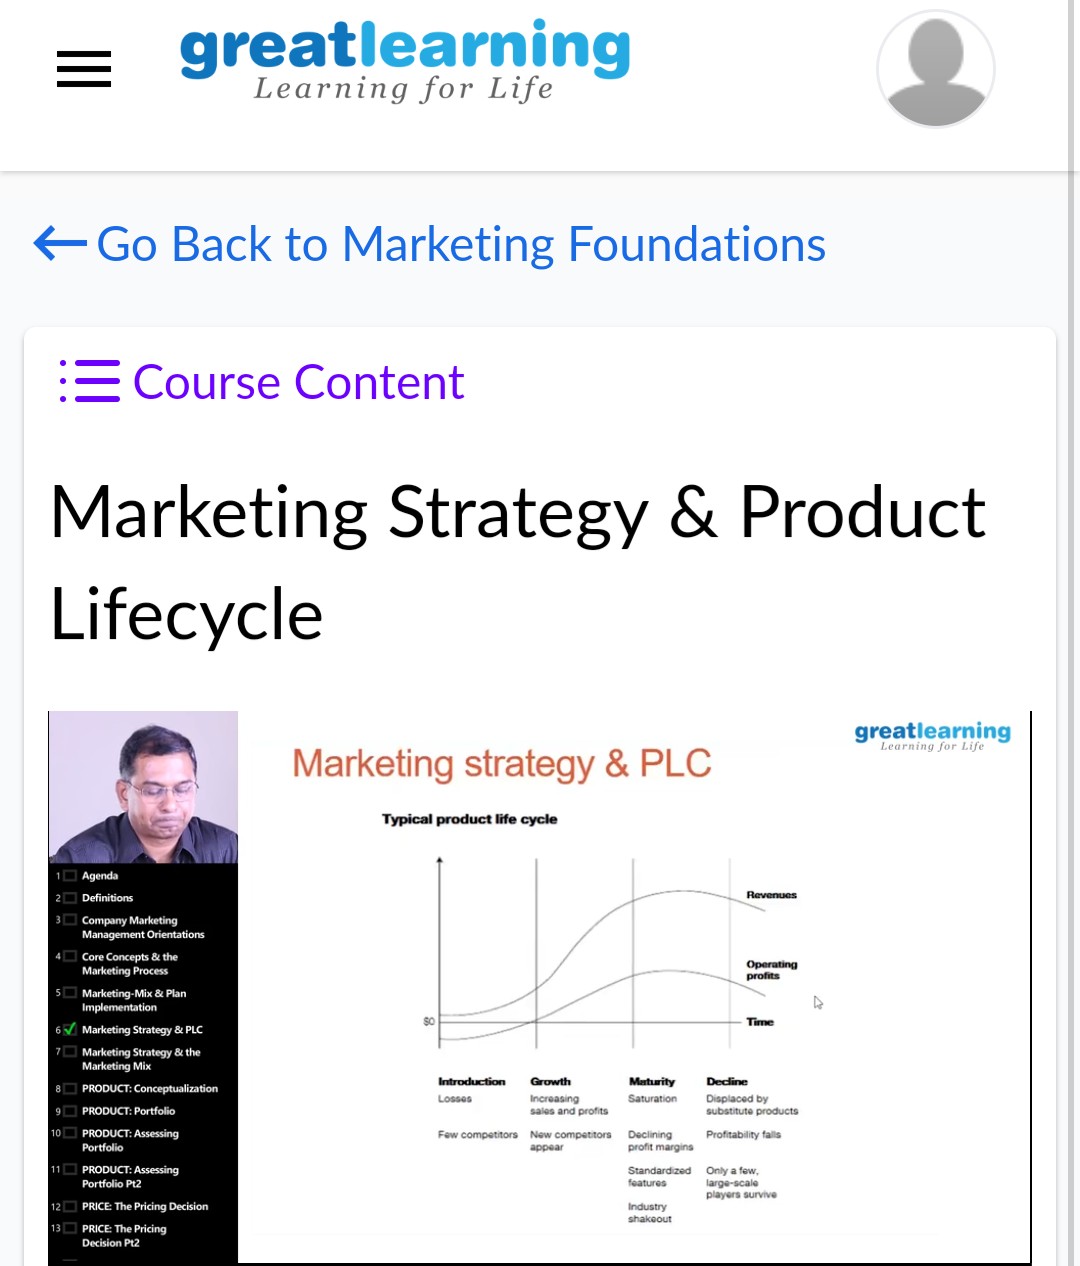 greatlearning
Learning for Life
Go Back to Marketing Foundations
Course Content
Marketing Strategy & Product
Lifecycle
greatlearning
Learning for Life
Marketing strategy & PLC
Typical product life cycle
Revenues
Operating
profits
$0
Time
Introduction
Losses
Few competitors
Growth
Increasing
sales and profits
New competitors
appear
Maturity
Saturation
Declining
profit margins
Standardized
features
Industry
shakeout
Decline
Displaced by
substitute products
Profitability falls
Only a few,
large-scale
players survive
1 Agenda
2 Definitions
3 Company Marketing
Management Orientations
4 Core Concepts & the
Marketing Process
5 Marketing-Mix & Plan
Implementation
6 Marketing Strategy & PLC
7 Marketing Strategy & the
Marketing Mix
8 PRODUCT: Conceptualization
9 PRODUCT: Portfolio
10 PRODUCT: Assessing
Portfolio
11 PRODUCT: Assessing
Portfolio Pt2
12 PRICE: The Pricing Decision
13 PRICE: The Pricing
Decision Pt2